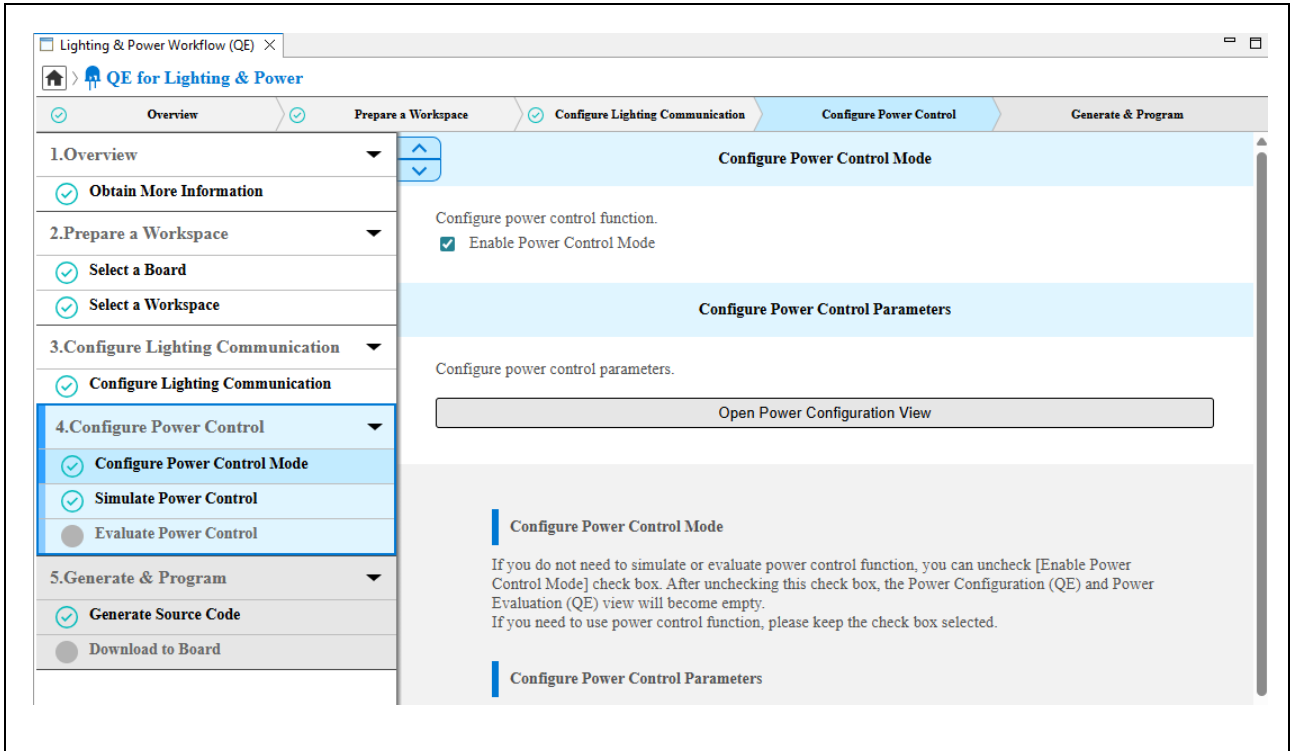 Lighting & Power Workflow (QE)
QE for Lighting & Power
Overview
Prepare a Workspace
Configure Lighting Communication
Configure Power Control
Generate & Program
1.Overview
Obtain More Information
2.Prepare a Workspace
Select a Board
Select a Workspace
3.Configure Lighting Communication
Configure Lighting Communication
4.Configure Power Control
Configure Power Control Mode
Simulate Power Control
Evaluate Power Control
5.Generate & Program
Generate Source Code
Download to Board
Configure Power Control Mode
Configure power control function.
Enable Power Control Mode
Configure Power Control Parameters
Configure power control parameters.
Open Power Configuration View
Configure Power Control Mode
If you do not need to simulate or evaluate power control function, you can uncheck [Enable Power
Control Mode] check box. After unchecking this check box, the Power Configuration (QE) and Power
Evaluation (QE) view will become empty.
If you need to use power control function, please keep the check box selected.
Configure Power Control Parameters